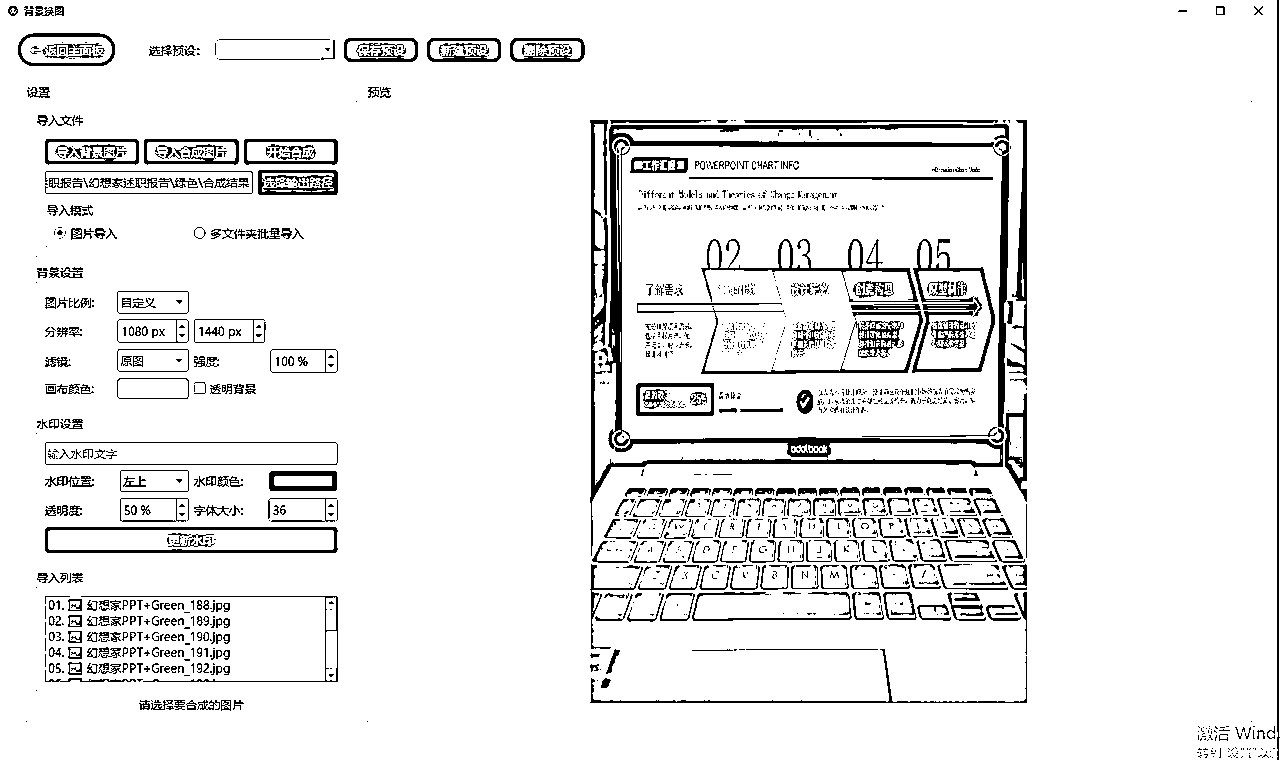 背景换图
返回主面板
选择预设:
保存预设
新建预设
删除预设
设置
预览
导入文件
导入背景图片
导入合成图片
开始合成
职报告\幻想家述职报告\绿色\合成结果
选择输出路径
导入模式
图片导入
多文件夹批量导入
背景设置
图片比例:
自定义
分辨率:
1080 px
1440 px
滤镜:
原图
强度:
100 %
画布颜色:
透明背景
水印设置
输入水印文字
水印位置:
左上
水印颜色:
透明度:
50 %
字体大小:
36
更新水印
导入列表
01. 幻想家PPT+Green_188.jpg
02. 幻想家PPT+Green_189.jpg
03. 幻想家PPT+Green_190.jpg
04. 幻想家PPT+Green_191.jpg
05. 幻想家PPT+Green_192.jpg
请选择要合成的图片
POWERPOINT CHART INFO
Different Models and Theories of Change Management
02
03
04
05
了解需求
激活 Wind